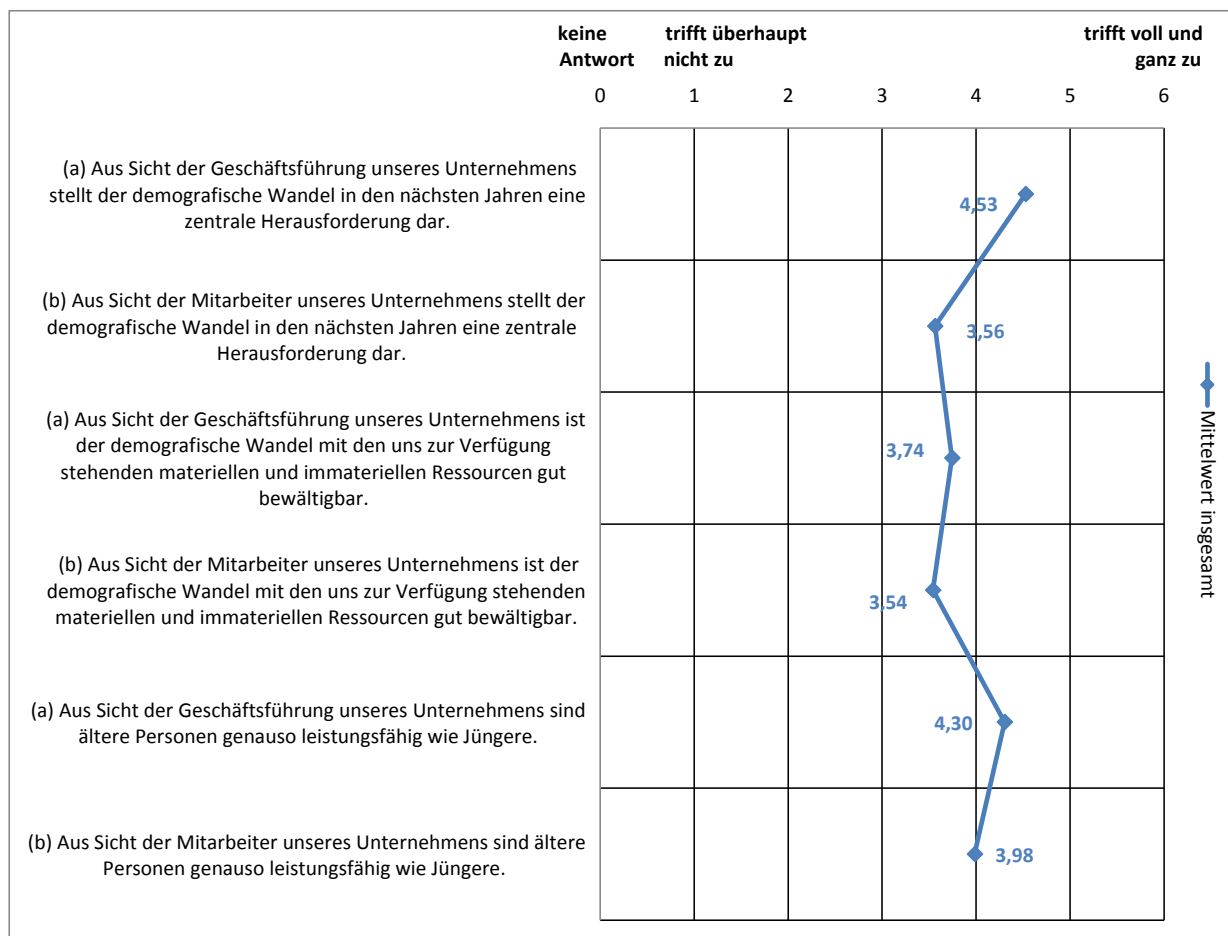 keine Antwort
trifft überhaupt nicht zu
trifft voll und ganz zu
0 1 2 3 4 5 6
(a) Aus Sicht der Geschäftsführung unseres Unternehmens
stellt der demografische Wandel in den nächsten Jahren eine
zentrale Herausforderung dar.
4,53
(b) Aus Sicht der Mitarbeiter unseres Unternehmens stellt der
demografische Wandel in den nächsten Jahren eine zentrale
Herausforderung dar.
3,56
(a) Aus Sicht der Geschäftsführung unseres Unternehmens ist
der demografische Wandel mit den uns zur Verfügung
stehenden materiellen und immateriellen Ressourcen gut
bewältigbar.
3,74
(b) Aus Sicht der Mitarbeiter unseres Unternehmens ist der
demografische Wandel mit den uns zur Verfügung stehenden
materiellen und immateriellen Ressourcen gut bewältigbar.
3,54
(a) Aus Sicht der Geschäftsführung unseres Unternehmens sind
ältere Personen genauso leistungsfähig wie Jüngere.
4,30
(b) Aus Sicht der Mitarbeiter unseres Unternehmens sind ältere
Personen genauso leistungsfähig wie Jüngere.
3,98
Mittelwert insgesamt